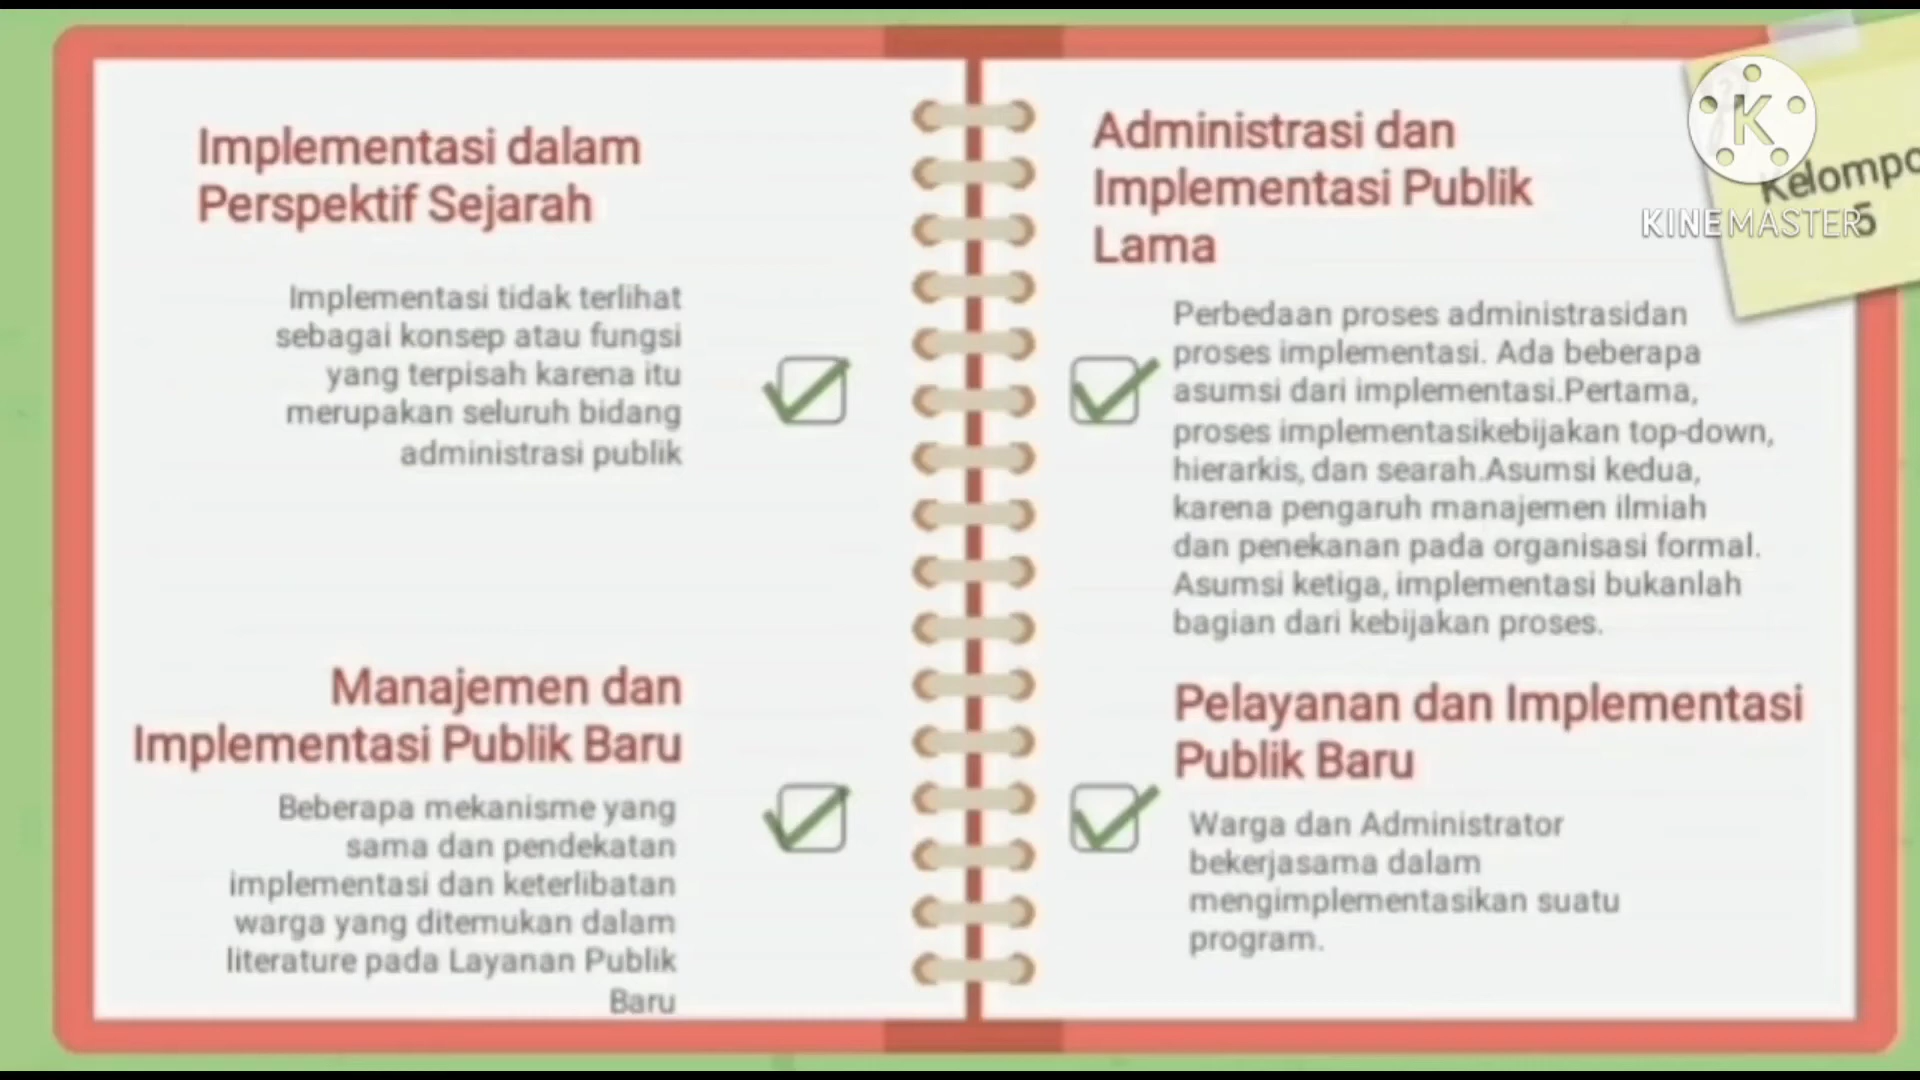 Implementasi dalam
Perspektif Sejarah
Implementasi tidak terlihat
sebagai konsep atau fungsi
yang terpisah karena itu
merupakan seluruh bidang
administrasi publik
Manajemen dan
Implementasi Publik Baru
Beberapa mekanisme yang
sama dan pendekatan
implementasi dan keterlibatan
warga yang ditemukan dalam
literature pada Layanan Publik
Baru
Administrasi dan
Implementasi Publik
Lama
Perbedaan proses administrasidan
proses implementasi. Ada beberapa
asumsi dari implementasi.Pertama,
proses implementasikebijakan top-down,
hierarkis, dan searah.Asumsi kedua,
karena pengaruh manajemen ilmiah
dan penekanan pada organisasi formal.
Asumsi ketiga, implementasi bukanlah
bagian dari kebijakan proses.
Pelayanan dan Implementasi
Publik Baru
Warga dan Administrator
bekerjasama dalam
mengimplementasikan suatu
program.
Kelompo
5
K
KINEMASTER